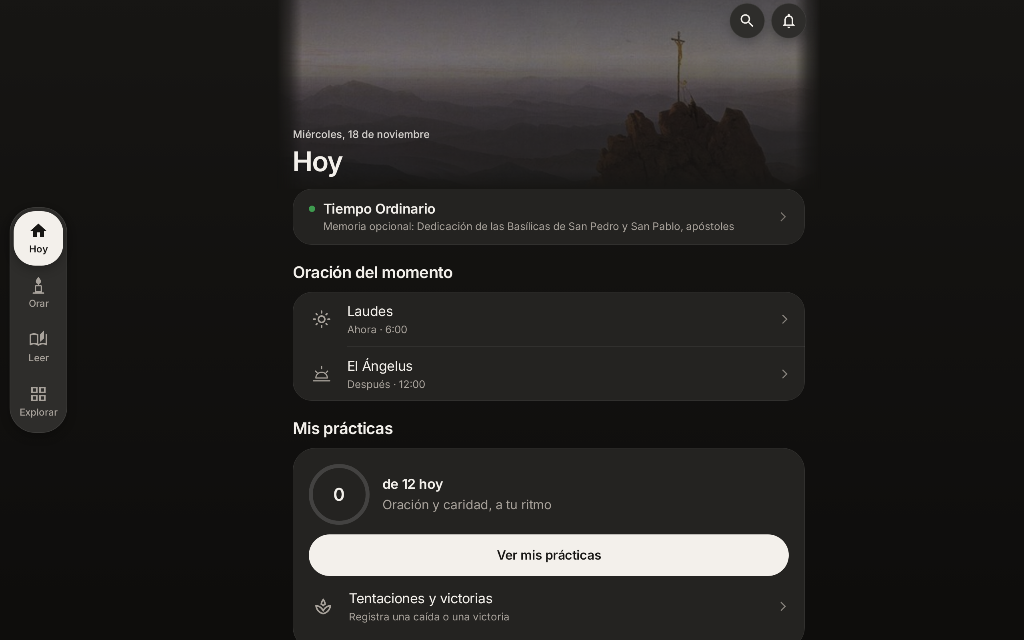 Miércoles, 18 de noviembre
Hoy
Tiempo Ordinario
Memoria opcional: Dedicación de las Basílicas de San Pedro y San Pablo, apóstoles
Hoy
Orar
Leer
Explorar
Oración del momento
Laudes
Ahora · 6:00
El Ángelus
Después · 12:00
Mis prácticas
0
de 12 hoy
Oración y caridad, a tu ritmo
Ver mis prácticas
Tentaciones y victorias
Registra una caída o una victoria